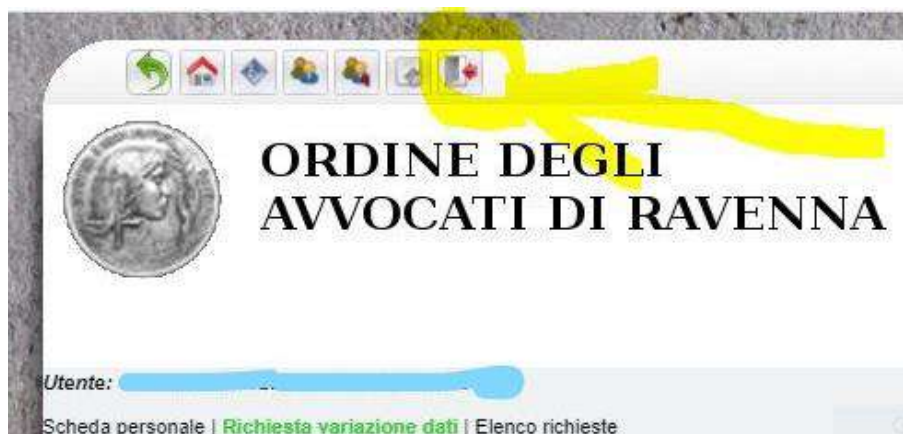 ORDINE DEGLI
AVVOCATI DI RAVENNA
Utente:
Scheda personale | Richiesta variazione dati | Elenco richieste